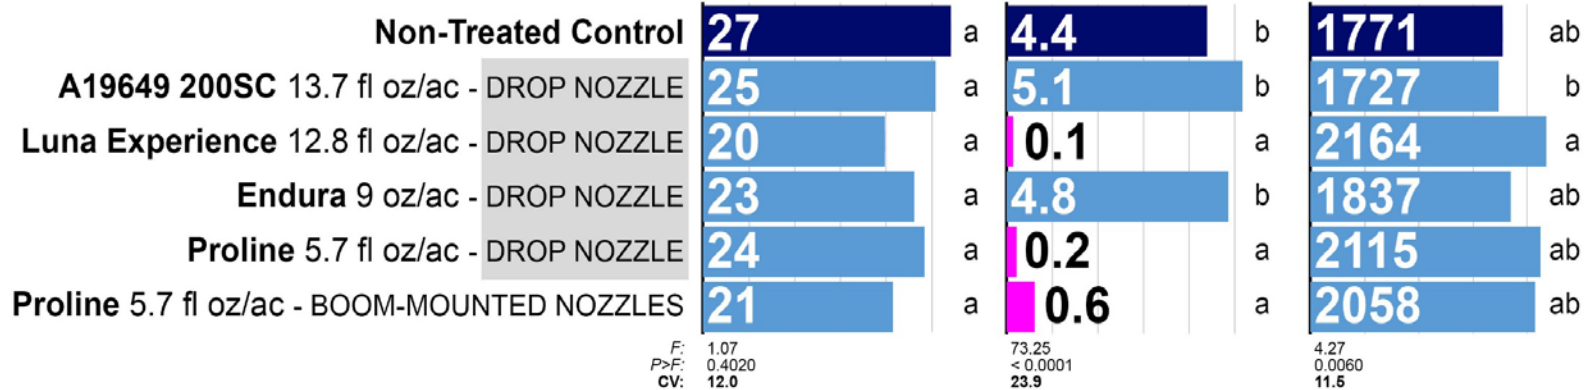 Non-Treated Control 27 a 4.4 b 1771 ab
A19649 200SC 13.7 fl oz/ac - DROP NOZZLE 25 a 5.1 b 1727 b
Luna Experience 12.8 fl oz/ac - DROP NOZZLE 20 a 0.1 a 2164 a
Endura 9 oz/ac - DROP NOZZLE 23 a 4.8 b 1837 ab
Proline 5.7 fl oz/ac - DROP NOZZLE 24 a 0.2 a 2115 ab
Proline 5.7 fl oz/ac - BOOM-MOUNTED NOZZLES 21 a 0.6 a 2058 ab
F: 1.07 73.25 4.27
P>F: 0.4020 < 0.0001 0.0060
CV: 12.0 23.9 11.5